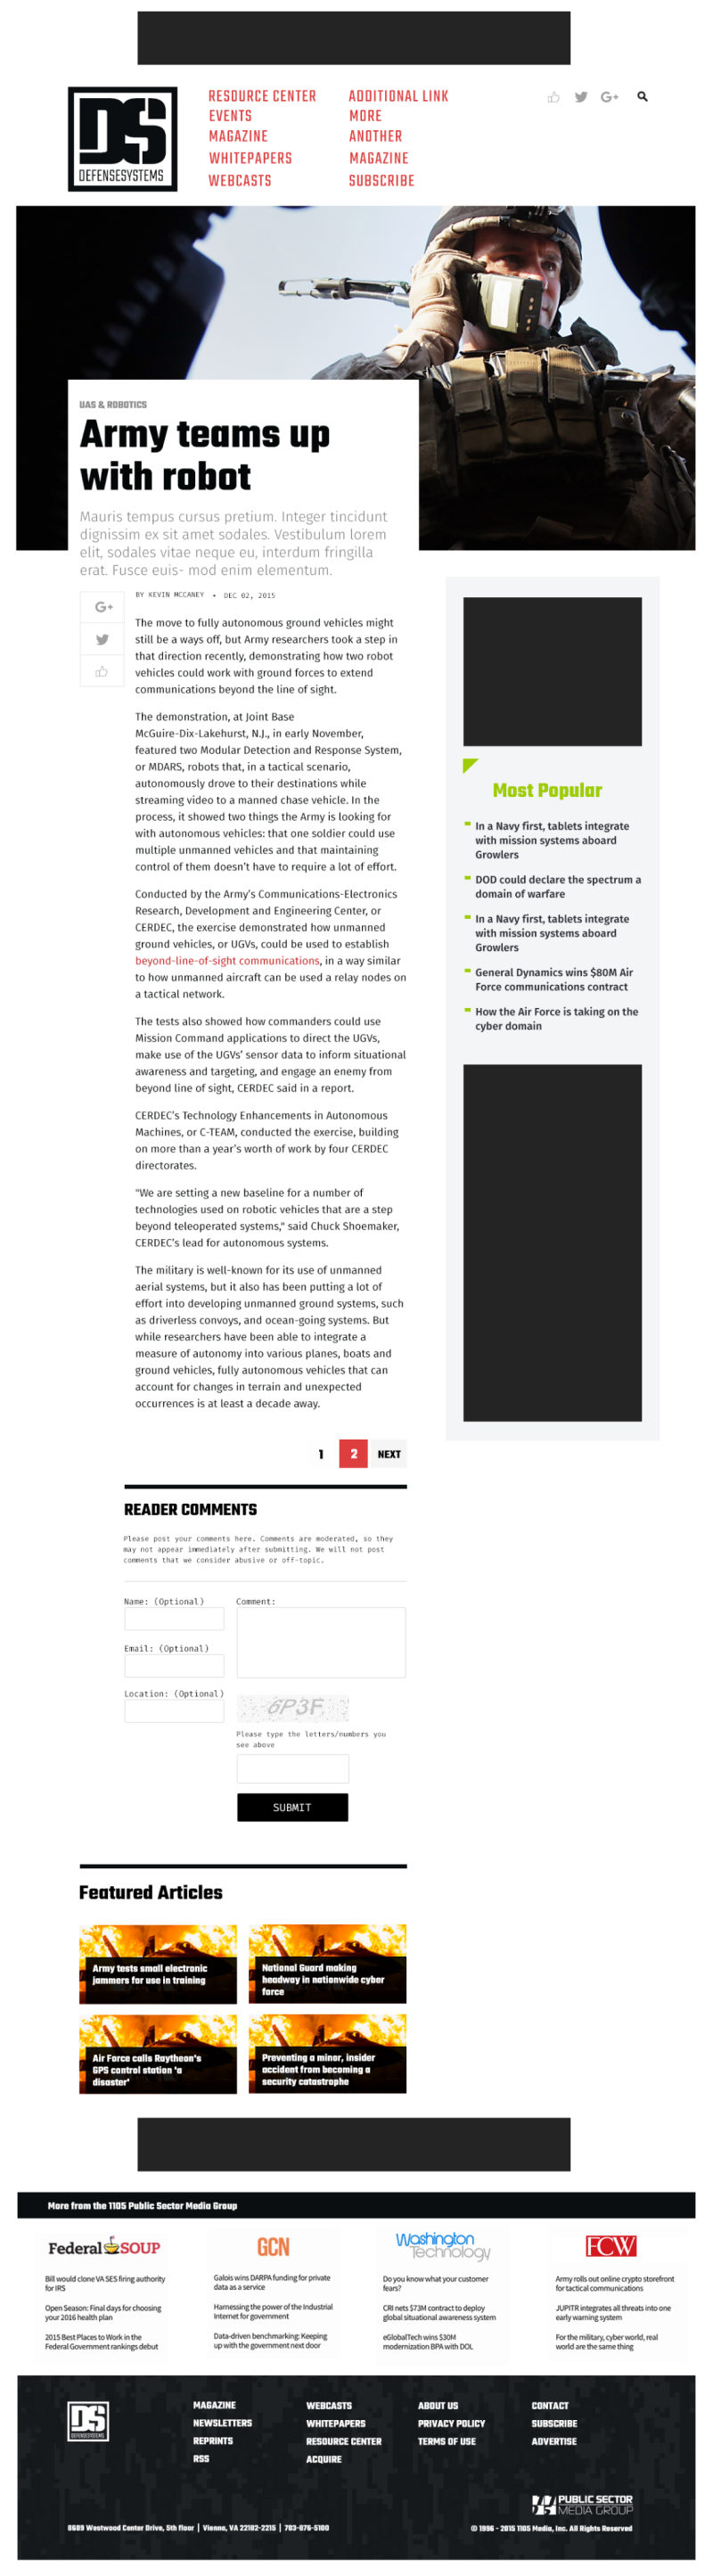 RESOURCE CENTER
EVENTS
MAGAZINE
WHITEPAPERS
WEBCASTS
ADDITIONAL LINK
MORE
ANOTHER
MAGAZINE
SUBSCRIBE
G+
DS
DEFENSESYSTEMS
UAS & ROBOTICS
Army teams up
with robot
Mauris tempus cursus pretium. Integer tincidunt
dignissim ex sit amet sodales. Vestibulum lorem
elit, sodales vitae neque eu, interdum fringilla
erat. Fusce euis- mod enim elementum.
G+
BY KEVIN MCCANEY • DEC 02, 2015
The move to fully autonomous ground vehicles might
still be a ways off, but Army researchers took a step in
that direction recently, demonstrating how two robot
vehicles could work with ground forces to extend
communications beyond the line of sight.
The demonstration, at Joint Base
McGuire-Dix-Lakehurst, N.J., in early November,
featured two Modular Detection and Response System,
or MDARS, robots that, in a tactical scenario,
autonomously drove to their destinations while
streaming video to a manned chase vehicle. In the
process, it showed two things the Army is looking for
with autonomous vehicles: that one soldier could use
multiple unmanned vehicles and that maintaining
control of them doesn't have to require a lot of effort.
Conducted by the Army's Communications-Electronics
Research, Development and Engineering Center, or
CERDEC, the exercise demonstrated how unmanned
ground vehicles, or UGVs, could be used to establish
beyond-line-of-sight communications, in a way similar
to how unmanned aircraft can be used a relay nodes on
a tactical network.
The tests also showed how commanders could use
Mission Command applications to direct the UGVs,
make use of the UGVs' sensor data to inform situational
awareness and targeting, and engage an enemy from
beyond line of sight, CERDEC said in a report.
CERDEC's Technology Enhancements in Autonomous
Machines, or C-TEAM, conducted the exercise, building
on more than a year's worth of work by four CERDEC
directorates.
"We are setting a new baseline for a number of
technologies used on robotic vehicles that are a step
beyond teleoperated systems," said Chuck Shoemaker,
CERDEC's lead for autonomous systems.
The military is well-known for its use of unmanned
aerial systems, but it also has been putting a lot of
effort into developing unmanned ground systems, such
as driverless convoys, and ocean-going systems. But
while researchers have been able to integrate a
measure of autonomy into various planes, boats and
ground vehicles, fully autonomous vehicles that can
account for changes in terrain and unexpected
occurrences is at least a decade away.
Most Popular
In a Navy first, tablets integrate
with mission systems aboard
Growlers
DOD could declare the spectrum a
domain of warfare
In a Navy first, tablets integrate
with mission systems aboard
Growlers
General Dynamics wins $80M Air
Force communications contract
How the Air Force is taking on the
cyber domain
1 2 NEXT
READER COMMENTS
Please post your comments here. Comments are moderated, so they
may not appear immediately after submitting. We will not post
comments that we consider abusive or off-topic.
Name: (Optional)
Email: (Optional)
Location: (Optional)
Comment:
6P3F
Please type the letters/numbers you
see above
SUBMIT
Featured Articles
Army tests small electronic
jammers for use in training
National Guard making
headway in nationwide cyber
force
Air Force calls Raytheon's
GPS control station 'a
disaster'
Preventing a minor, insider
accident from becoming a
security catastrophe
More from the 1105 Public Sector Media Group
Federal SOUP
Bill would clone VA SES firing authority
for IRS
Open Season: Final days for choosing
your 2016 health plan
2015 Best Places to Work in the
Federal Government rankings debut
GCN
Galois wins DARPA funding for private
data as a service
Harnessing the power of the Industrial
Internet for government
Data-driven benchmarking: Keeping
up with the government next door
Washington
Technology
Do you know what your customer
fears?
CRI nets $73M contract to deploy
global situational awareness system
eGlobalTech wins $30M
modernization BPA with DOL
FCW
Army rolls out online crypto storefront
for tactical communications
JUPITR integrates all threats into one
early warning system
For the military, cyber world, real
world are the same thing
DS
DEFENSESYSTEMS
MAGAZINE
NEWSLETTERS
REPRINTS
RSS
WEBCASTS
WHITEPAPERS
RESOURCE CENTER
ACQUIRE
ABOUT US
PRIVACY POLICY
TERMS OF USE
CONTACT
SUBSCRIBE
ADVERTISE
PUBLIC SECTOR
MEDIA GROUP
8609 Westwood Center Drive, 5th Floor | Vienna, VA 22182-2215 | 703-876-5100
© 1996 - 2015 1105 Media, Inc. All Rights Reserved